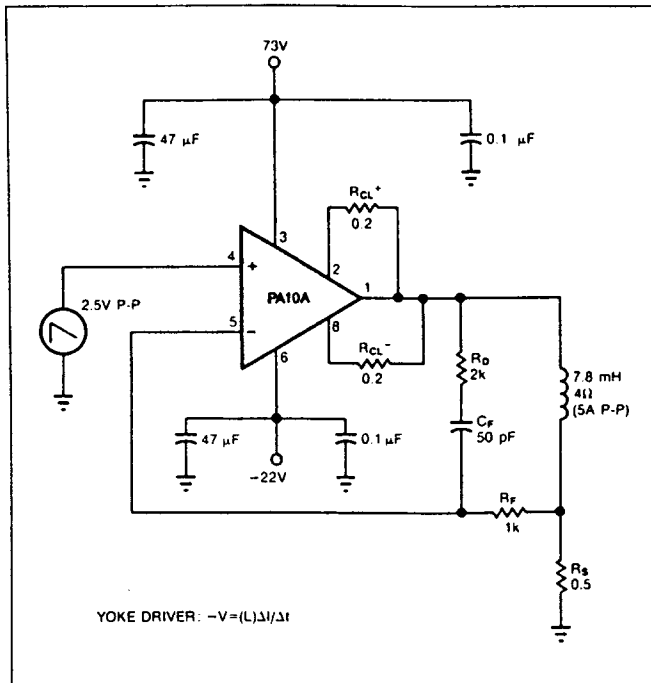 73V
47 µF
0.1 µF
RCL+
0.2
3
4
2
+
1
2.5V P-P
PA10A
5
−
8
RCL−
6
0.2
RD
2k
7.8 mH
4Ω
(5A P-P)
47 µF
0.1 µF
CF
50 pF
−22V
RF
1k
RS
0.5
YOKE DRIVER: −V=(L)ΔI/Δt